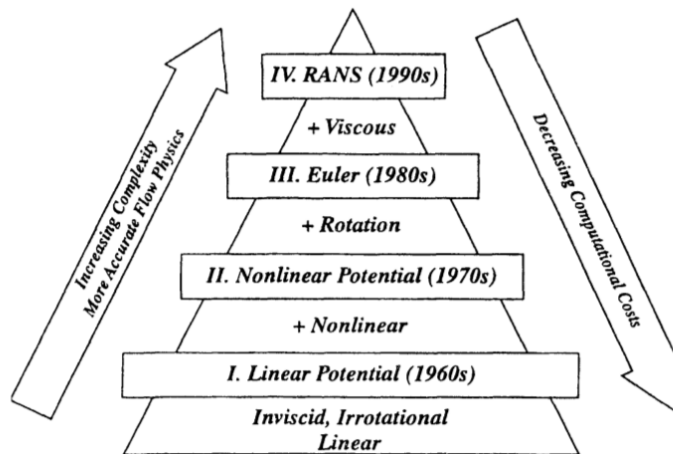 IV. RANS (1990s)
+ Viscous
III. Euler (1980s)
+ Rotation
II. Nonlinear Potential (1970s)
+ Nonlinear
I. Linear Potential (1960s)
Inviscid, Irrotational
Linear
Increasing Complexity
More Accurate Flow Physics
Decreasing Computational Costs